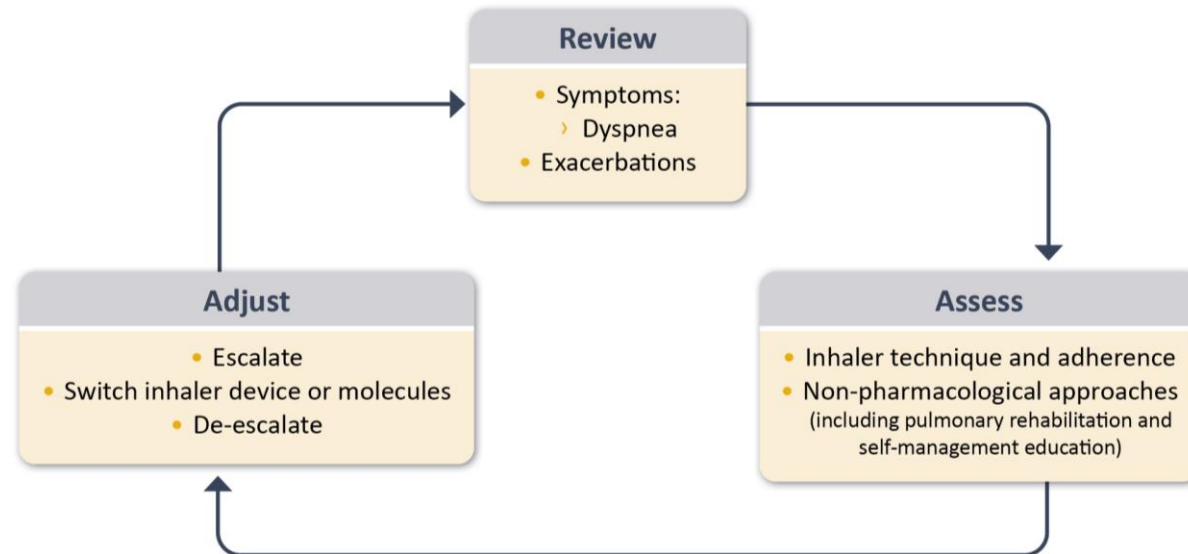 Review
• Symptoms:
› Dyspnea
• Exacerbations
Assess
• Inhaler technique and adherence
• Non-pharmacological approaches
(including pulmonary rehabilitation and
self-management education)
Adjust
• Escalate
• Switch inhaler device or molecules
• De-escalate